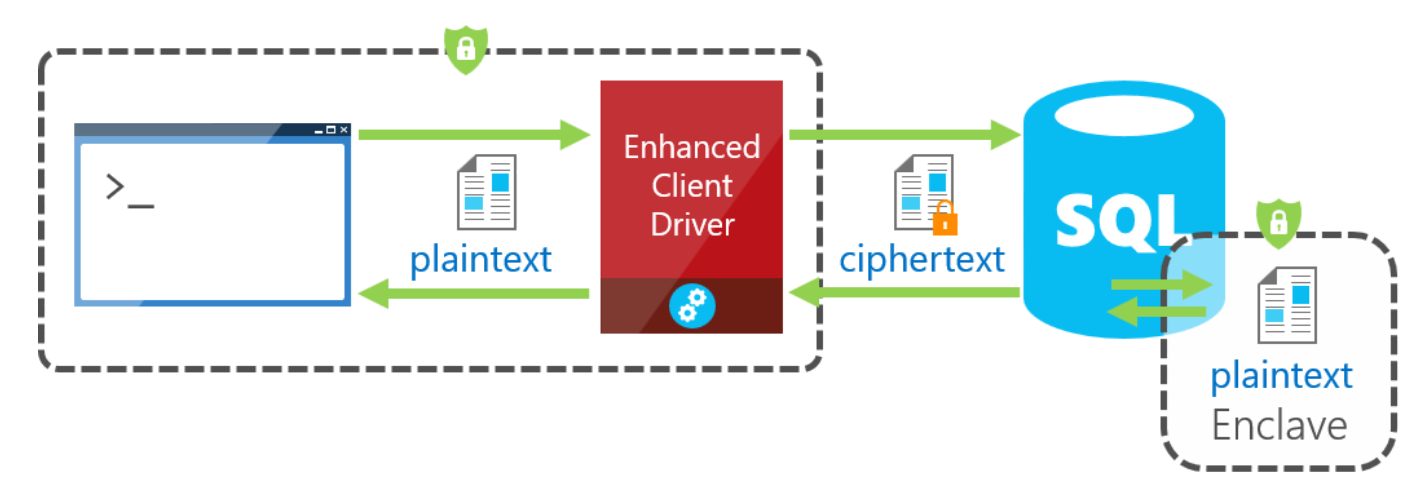 >_
plaintext
Enhanced
Client
Driver
ciphertext
SQL
plaintext
Enclave